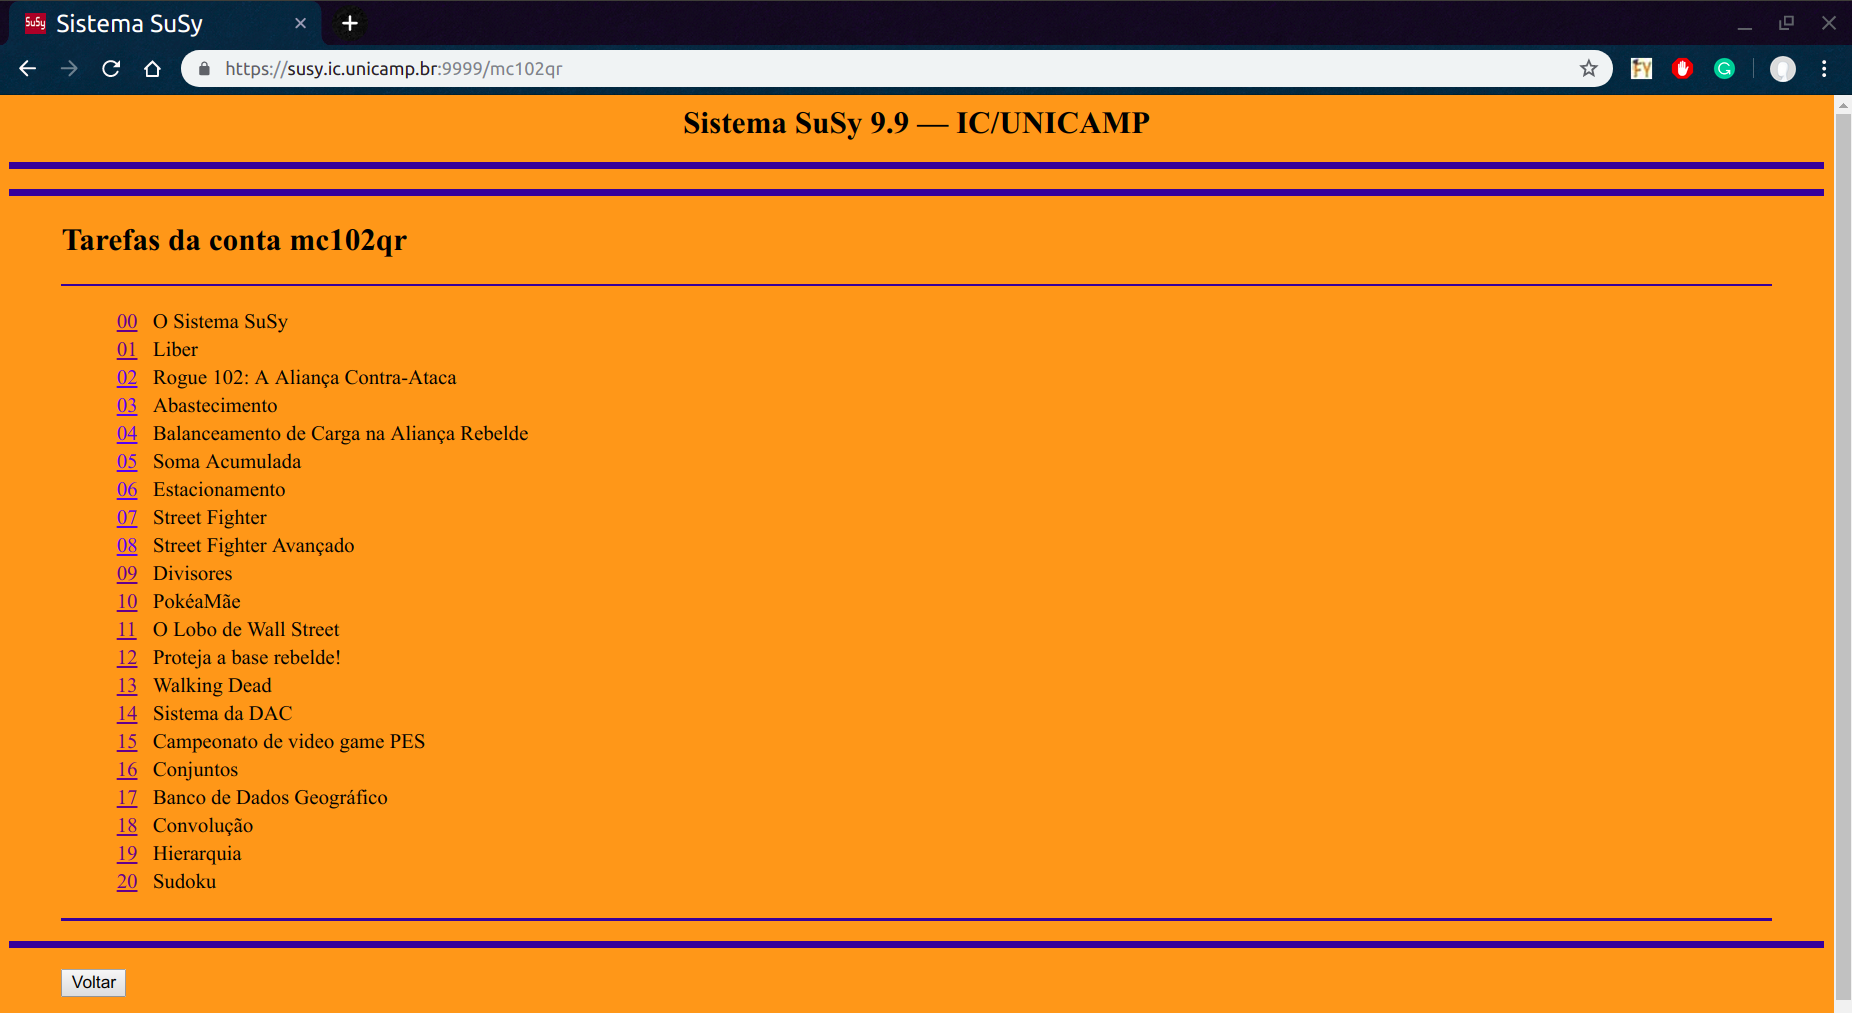 SuSy Sistema SuSy
https://susy.ic.unicamp.br:9999/mc102qr
FY
Sistema SuSy 9.9 — IC/UNICAMP
Tarefas da conta mc102qr
00 O Sistema SuSy
01 Liber
02 Rogue 102: A Aliança Contra-Ataca
03 Abastecimento
04 Balanceamento de Carga na Aliança Rebelde
05 Soma Acumulada
06 Estacionamento
07 Street Fighter
08 Street Fighter Avançado
09 Divisores
10 PokéaMãe
11 O Lobo de Wall Street
12 Proteja a base rebelde!
13 Walking Dead
14 Sistema da DAC
15 Campeonato de video game PES
16 Conjuntos
17 Banco de Dados Geográfico
18 Convolução
19 Hierarquia
20 Sudoku
Voltar